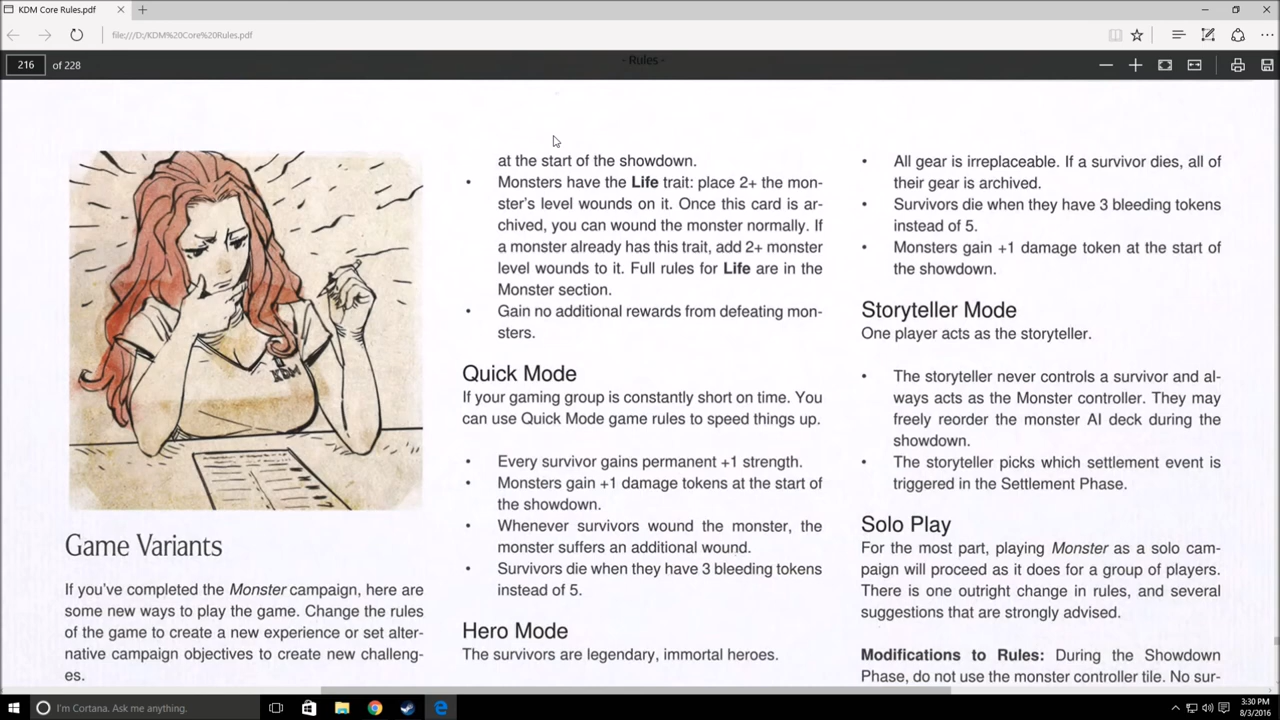 KDM Core Rules.pdf
file:///D:/KDM%20Core%20Rules.pdf
216 of 228
- Rules -
KDM
Game Variants
If you've completed the Monster campaign, here are
some new ways to play the game. Change the rules
of the game to create a new experience or set alter-
native campaign objectives to create new challeng-
es.
at the start of the showdown.
• Monsters have the Life trait: place 2+ the mon-
ster's level wounds on it. Once this card is ar-
chived, you can wound the monster normally. If
a monster already has this trait, add 2+ monster
level wounds to it. Full rules for Life are in the
Monster section.
• Gain no additional rewards from defeating mon-
sters.
Quick Mode
If your gaming group is constantly short on time. You
can use Quick Mode game rules to speed things up.
• Every survivor gains permanent +1 strength.
• Monsters gain +1 damage tokens at the start of
the showdown.
• Whenever survivors wound the monster, the
monster suffers an additional wound.
• Survivors die when they have 3 bleeding tokens
instead of 5.
Hero Mode
The survivors are legendary, immortal heroes.
• All gear is irreplaceable. If a survivor dies, all of
their gear is archived.
• Survivors die when they have 3 bleeding tokens
instead of 5.
• Monsters gain +1 damage token at the start of
the showdown.
Storyteller Mode
One player acts as the storyteller.
• The storyteller never controls a survivor and al-
ways acts as the Monster controller. They may
freely reorder the monster AI deck during the
showdown.
• The storyteller picks which settlement event is
triggered in the Settlement Phase.
Solo Play
For the most part, playing Monster as a solo cam-
paign will proceed as it does for a group of players.
There is one outright change in rules, and several
suggestions that are strongly advised.
Modifications to Rules: During the Showdown
Phase, do not use the monster controller tile. No sur-
I'm Cortana. Ask me anything.
3:30 PM
8/3/2016